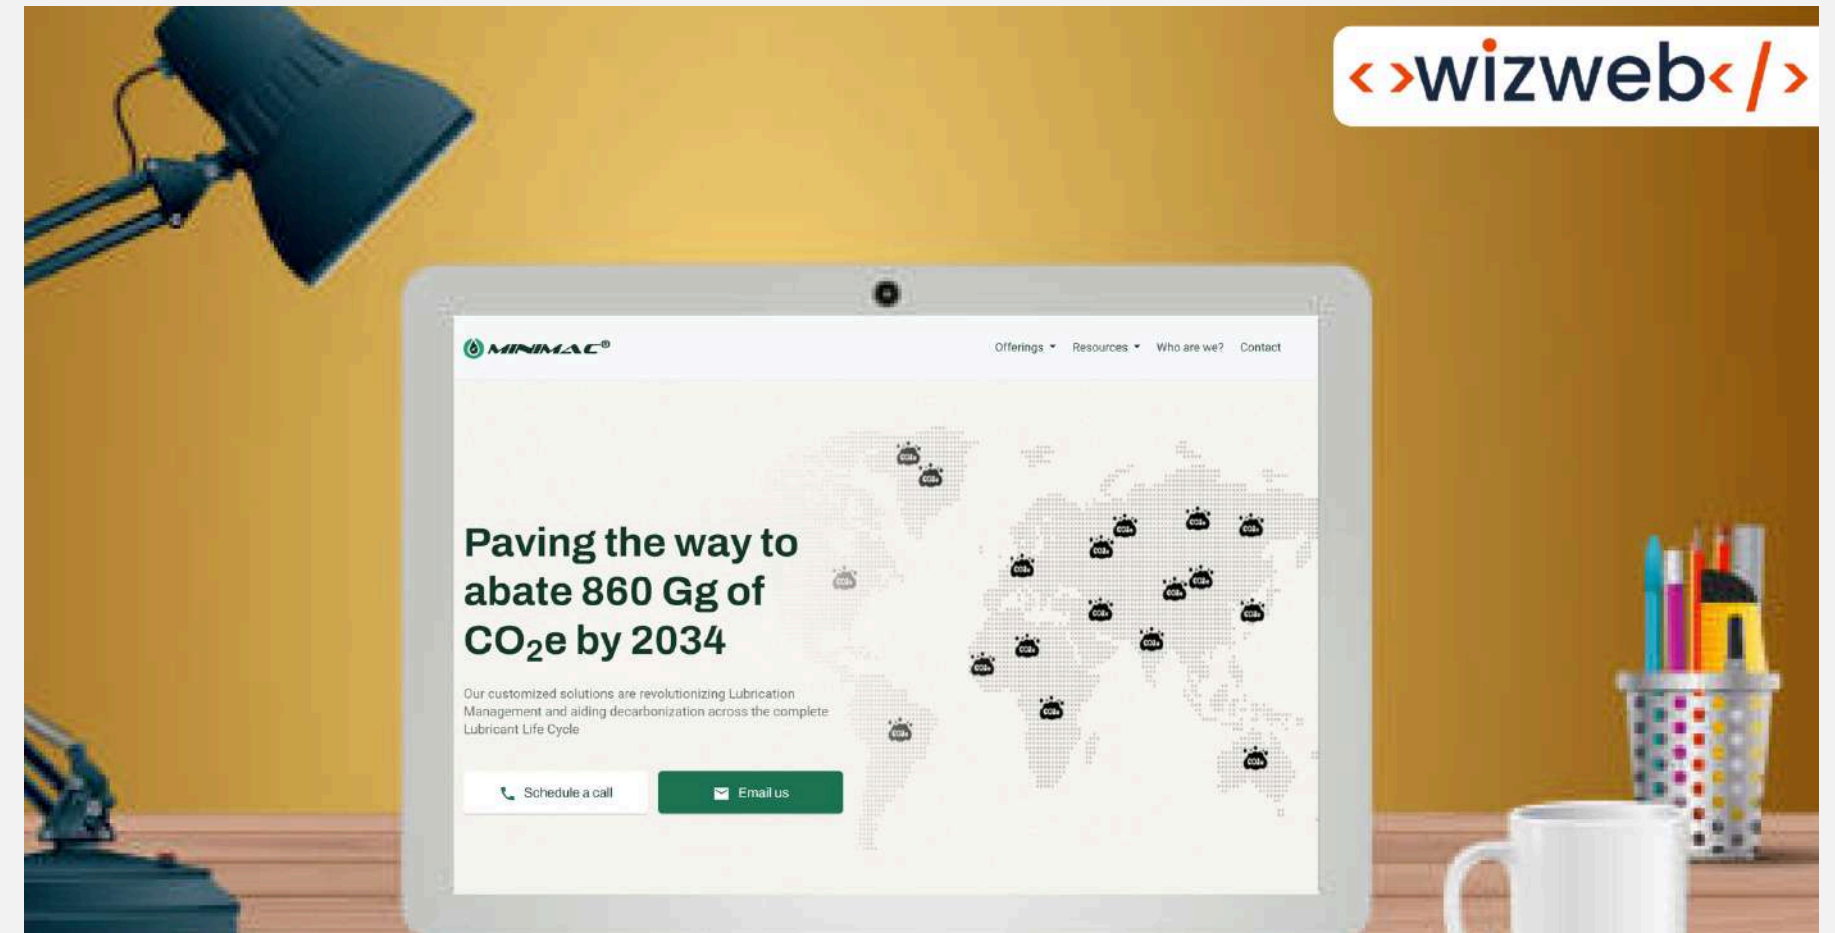 <>wizweb</>
MINIMAC®
Offerings
Resources
Who are we?
Contact
Paving the way to
abate 860 Gg of
CO₂e by 2034
Our customized solutions are revolutionizing Lubrication
Management and aiding decarbonization across the complete
Lubricant Life Cycle
Schedule a call
Email us